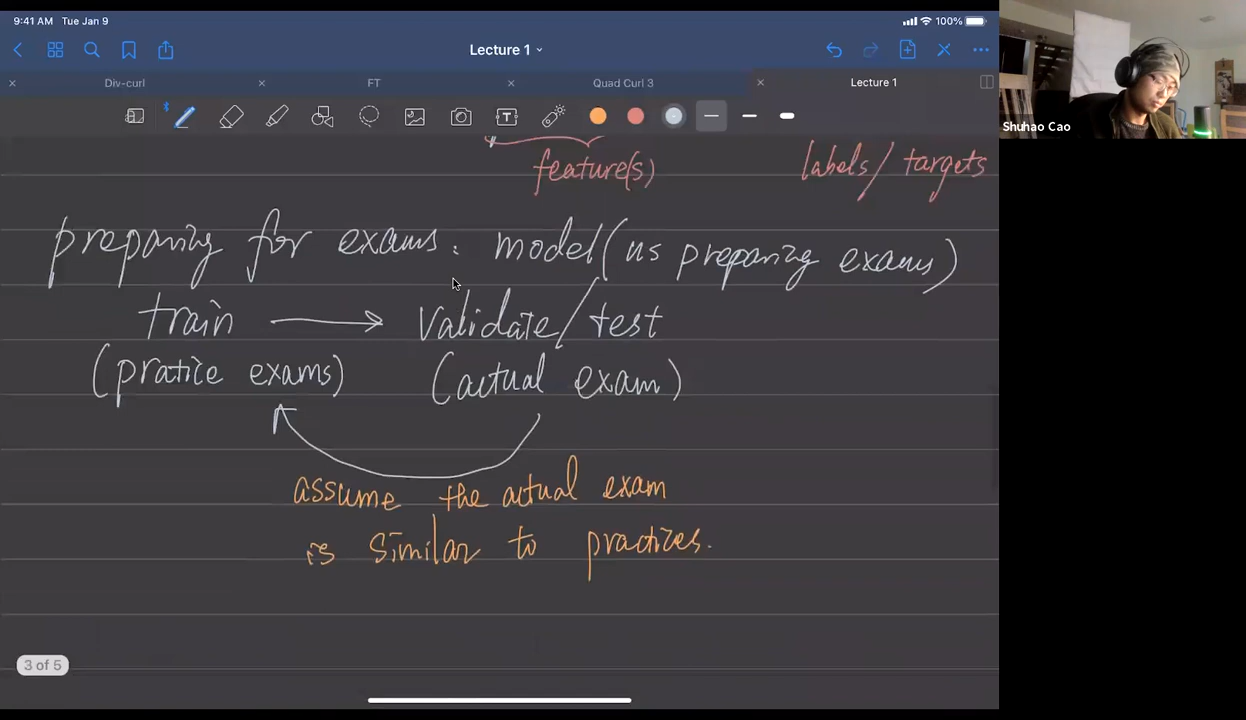 9:41 AM Tue Jan 9
100%
Lecture 1
Div-curl
FT
Quad Curl 3
Lecture 1
T
Shuhao Cao
feature(s)
labels/targets
preparing for exams: model (us preparing exams)
train → validate/test
(pratice exams) (actual exam)
assume the actual exam
is similar to practices.
3 of 5